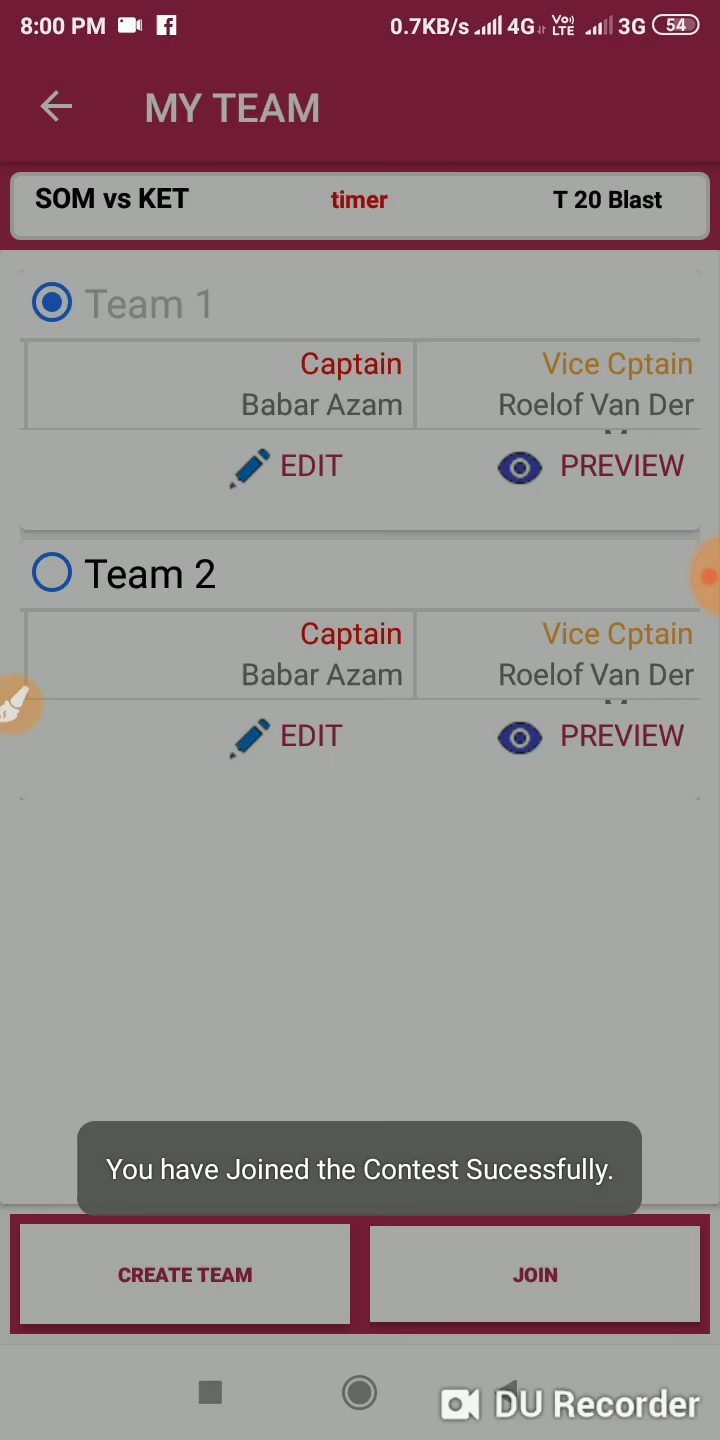 8:00 PM 0.7KB/s 4G Vo) LTE 3G 54
MY TEAM
SOM vs KET timer T 20 Blast
Team 1
Captain Vice Cptain
Babar Azam Roelof Van Der
EDIT PREVIEW
Team 2
Captain Vice Cptain
Babar Azam Roelof Van Der
EDIT PREVIEW
You have Joined the Contest Sucessfully.
CREATE TEAM JOIN
DU Recorder